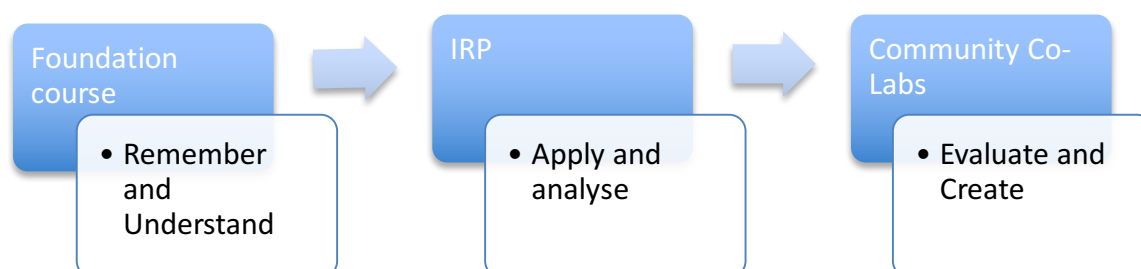 Foundation
course
• Remember
and
Understand
IRP
• Apply and
analyse
Community Co-
Labs
• Evaluate and
Create